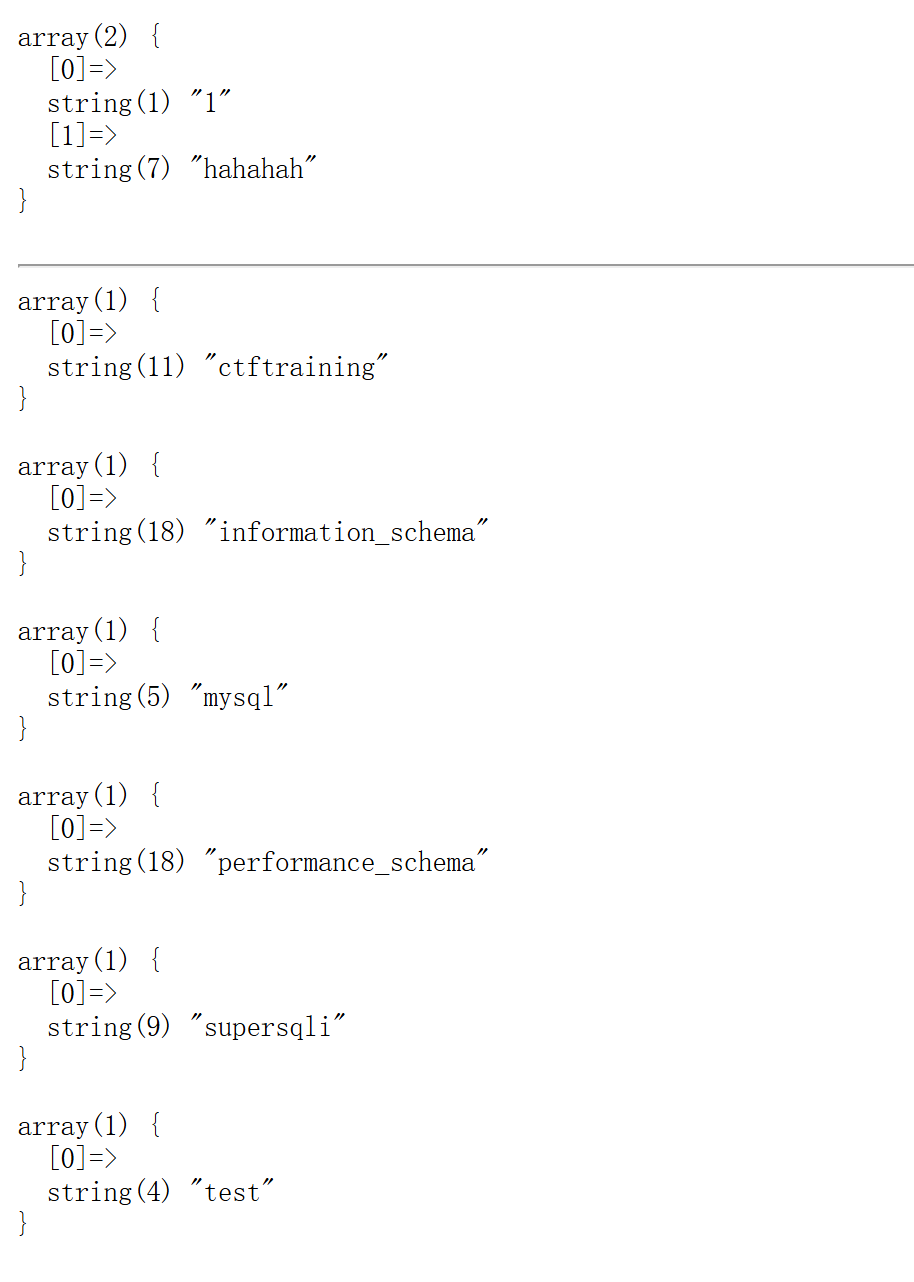 array(2) {
  [0]=>
  string(1) "1"
  [1]=>
  string(7) "hahahah"
}
array(1) {
  [0]=>
  string(11) "ctftraining"
}
array(1) {
  [0]=>
  string(18) "information_schema"
}
array(1) {
  [0]=>
  string(5) "mysql"
}
array(1) {
  [0]=>
  string(18) "performance_schema"
}
array(1) {
  [0]=>
  string(9) "supersqli"
}
array(1) {
  [0]=>
  string(4) "test"
}